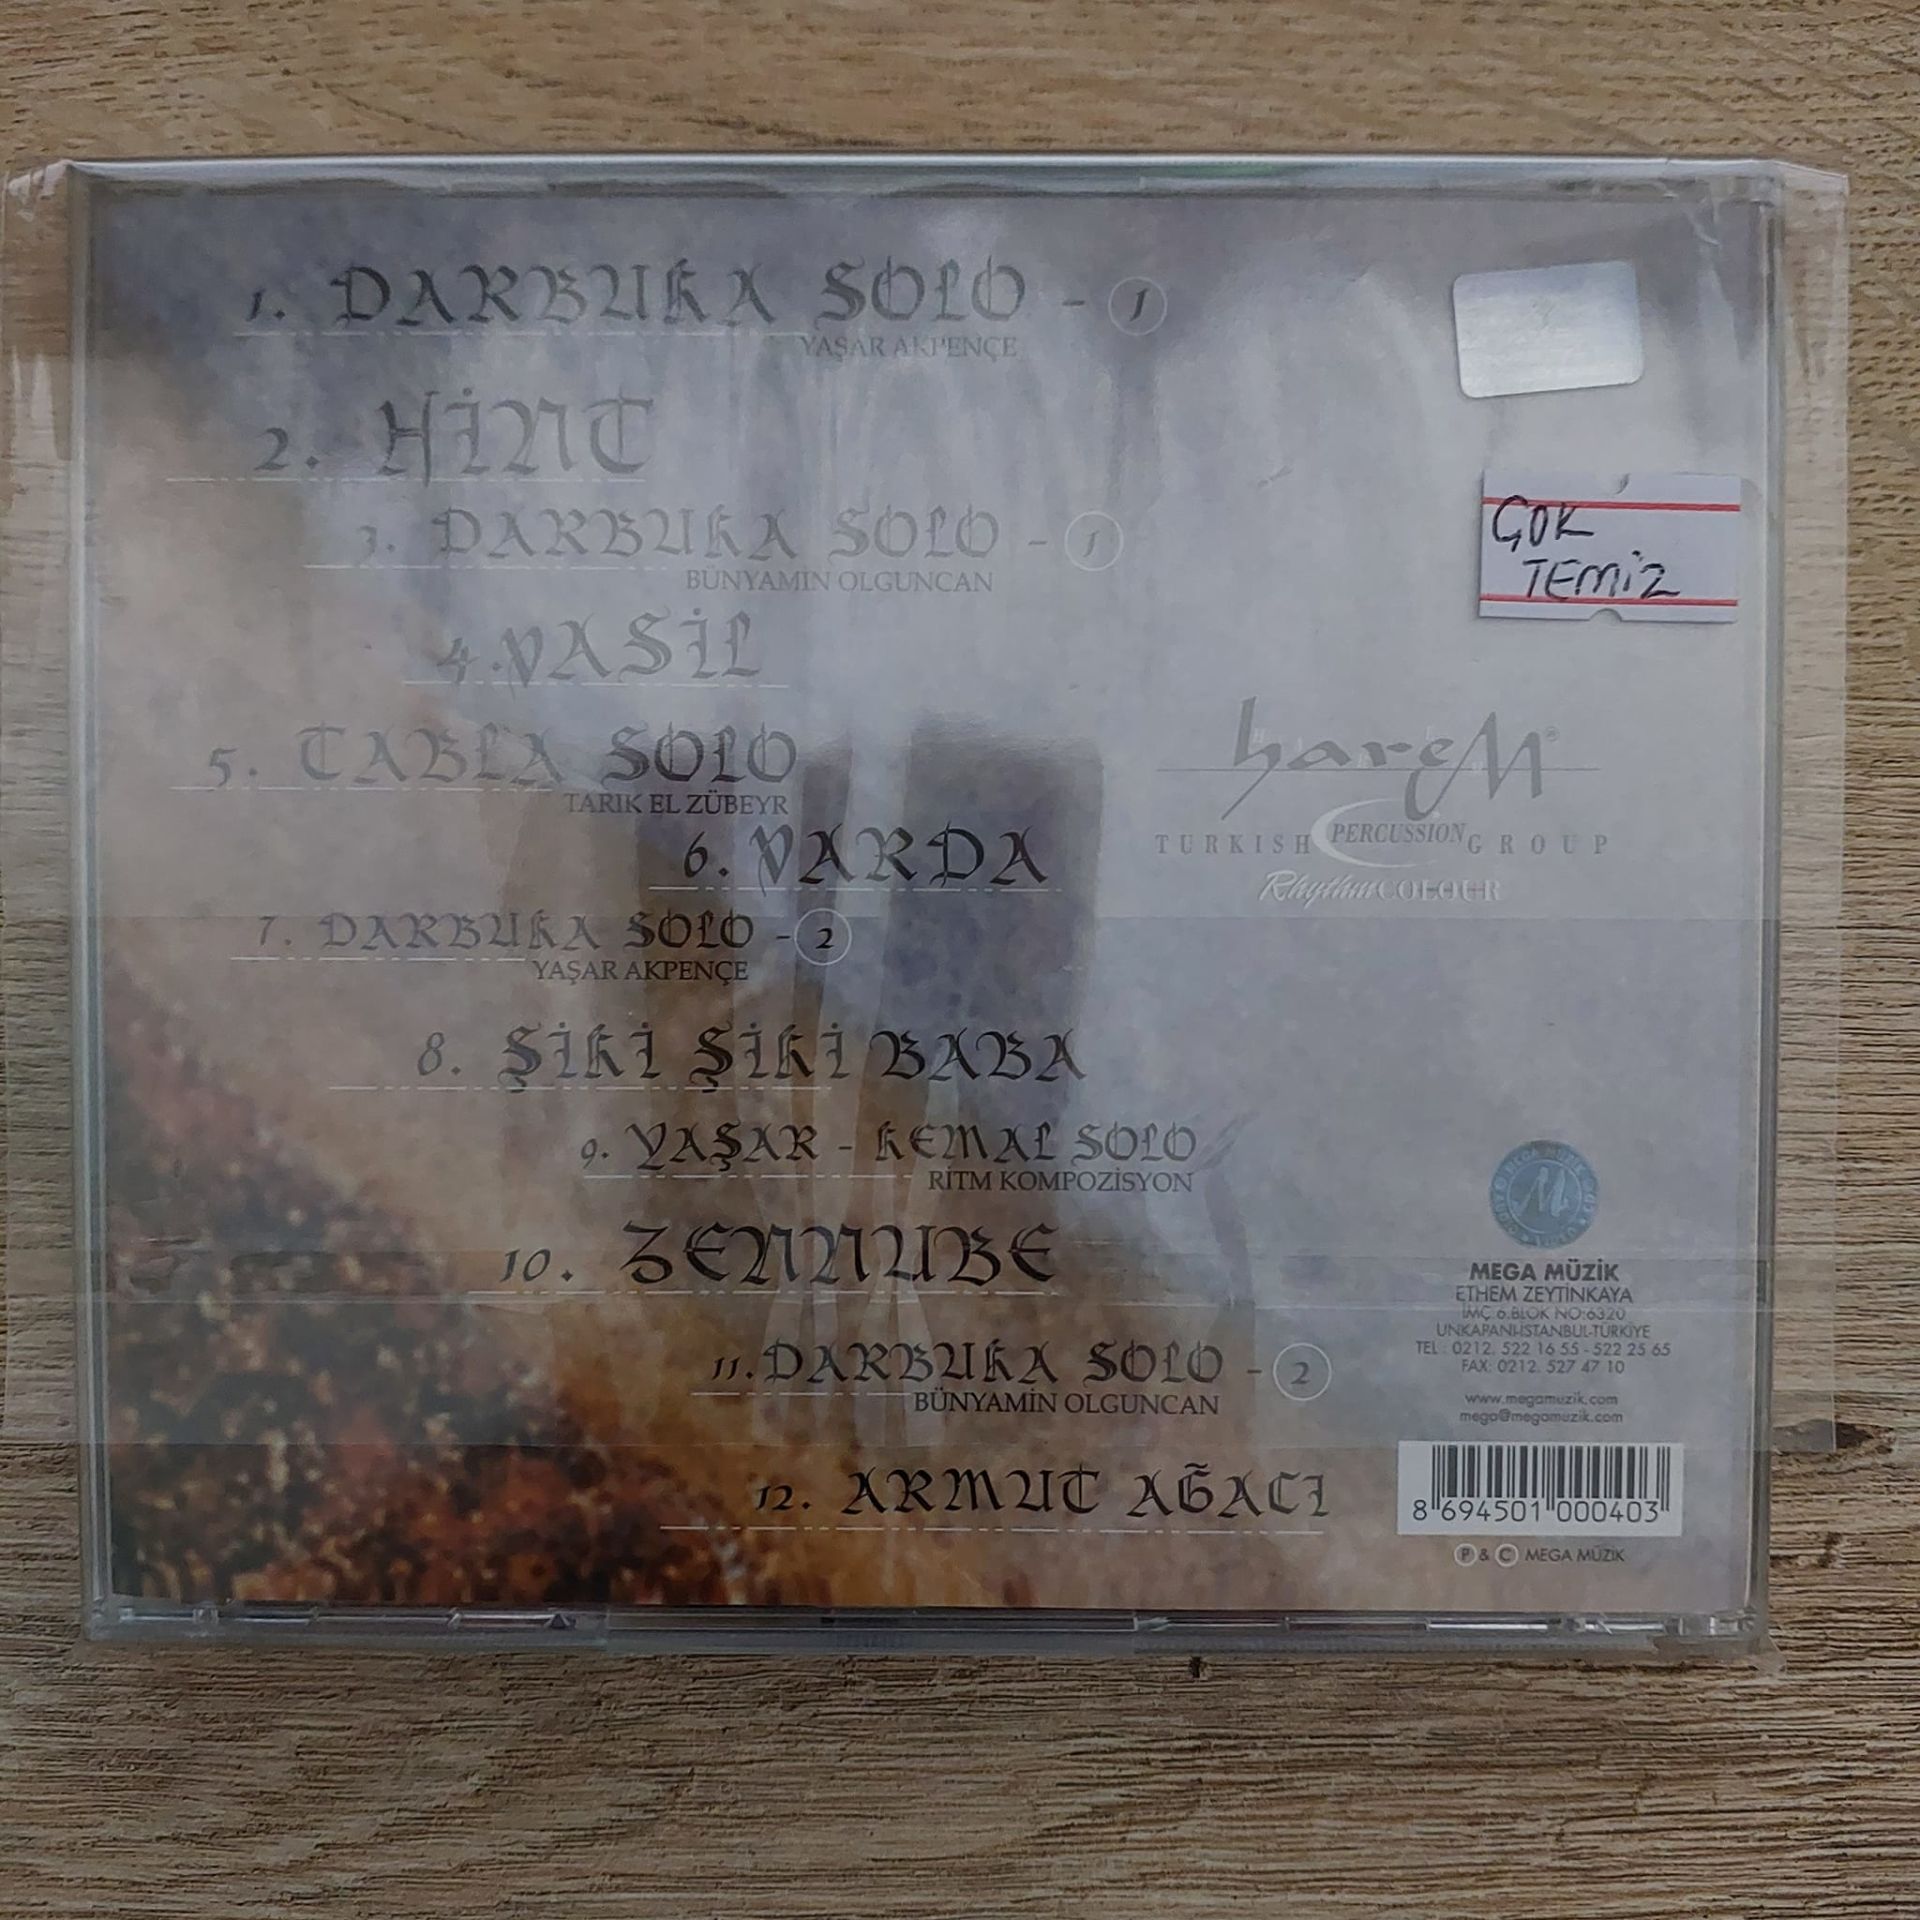 1. DARBUKA SOLO - 1
YAŞAR AKPENÇE
2. HİNT
3. DARBUKA SOLO - 1
BÜNYAMIN OLGUNCAN
4. VASİL
5. TABLA SOLO
TARIK EL ZÜBEYR
6. VARDA
7. DARBUKA SOLO - 2
YAŞAR AKPENÇE
8. ŞİKİ ŞİKİ BABA
9. YAŞAR - KEMAL SOLO
RİTM KOMPOZİSYON
10. ZENNUBE
11. DARBUKA SOLO - 2
BÜNYAMİN OLGUNCAN
12. ARMUT AĞACI
ÇOK
TEMiZ
hareM®
TURKISH PERCUSSION GROUP
Rhythm COLOUR
MEGA MÜZİK
ETHEM ZEYTİNKAYA
İMÇ 6.BLOK NO:6320
UNKAPANI-İSTANBUL-TÜRKİYE
TEL : 0212. 522 16 55 - 522 25 65
FAX: 0212. 527 47 10
www.megamuzik.com
mega@megamuzik.com
8 694501 000403
P & C MEGA MÜZİK